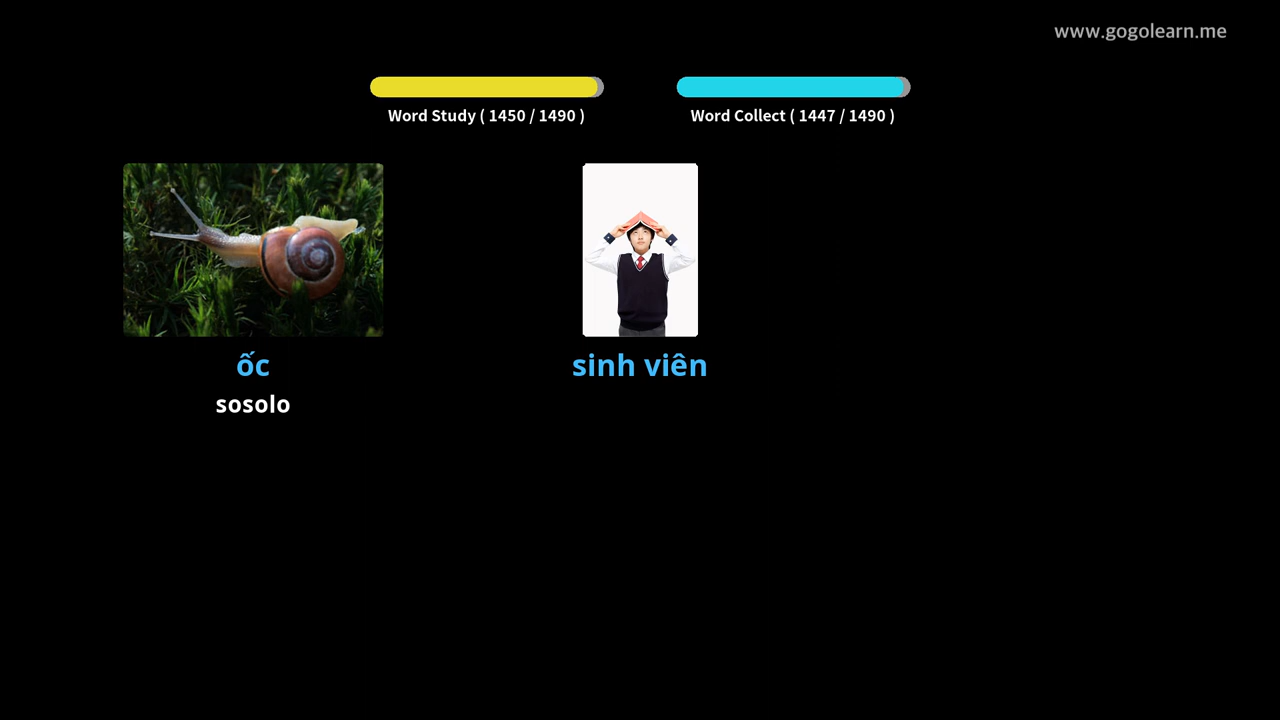 www.gogolearn.me
Word Study ( 1450 / 1490 )
Word Collect ( 1447 / 1490 )
ốc
sosolo
sinh viên